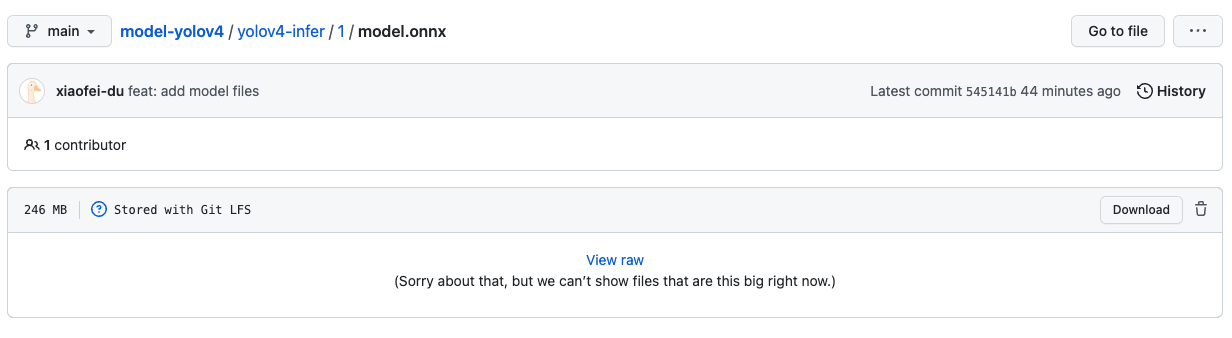 main model-yolov4 / yolov4-infer / 1 / model.onnx Go to file ...
xiaofei-du feat: add model files Latest commit 545141b 44 minutes ago History
1 contributor
246 MB ? Stored with Git LFS Download
View raw
(Sorry about that, but we can’t show files that are this big right now.)